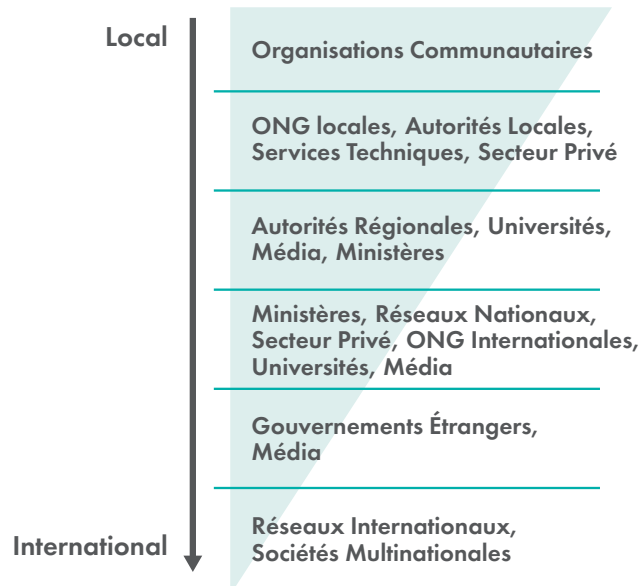 Local
Organisations Communautaires
ONG locales, Autorités Locales,
Services Techniques, Secteur Privé
Autorités Régionales, Universités,
Média, Ministères
Ministères, Réseaux Nationaux,
Secteur Privé, ONG Internationales,
Universités, Média
Gouvernements Étrangers,
Média
International
Réseaux Internationaux,
Sociétés Multinationales